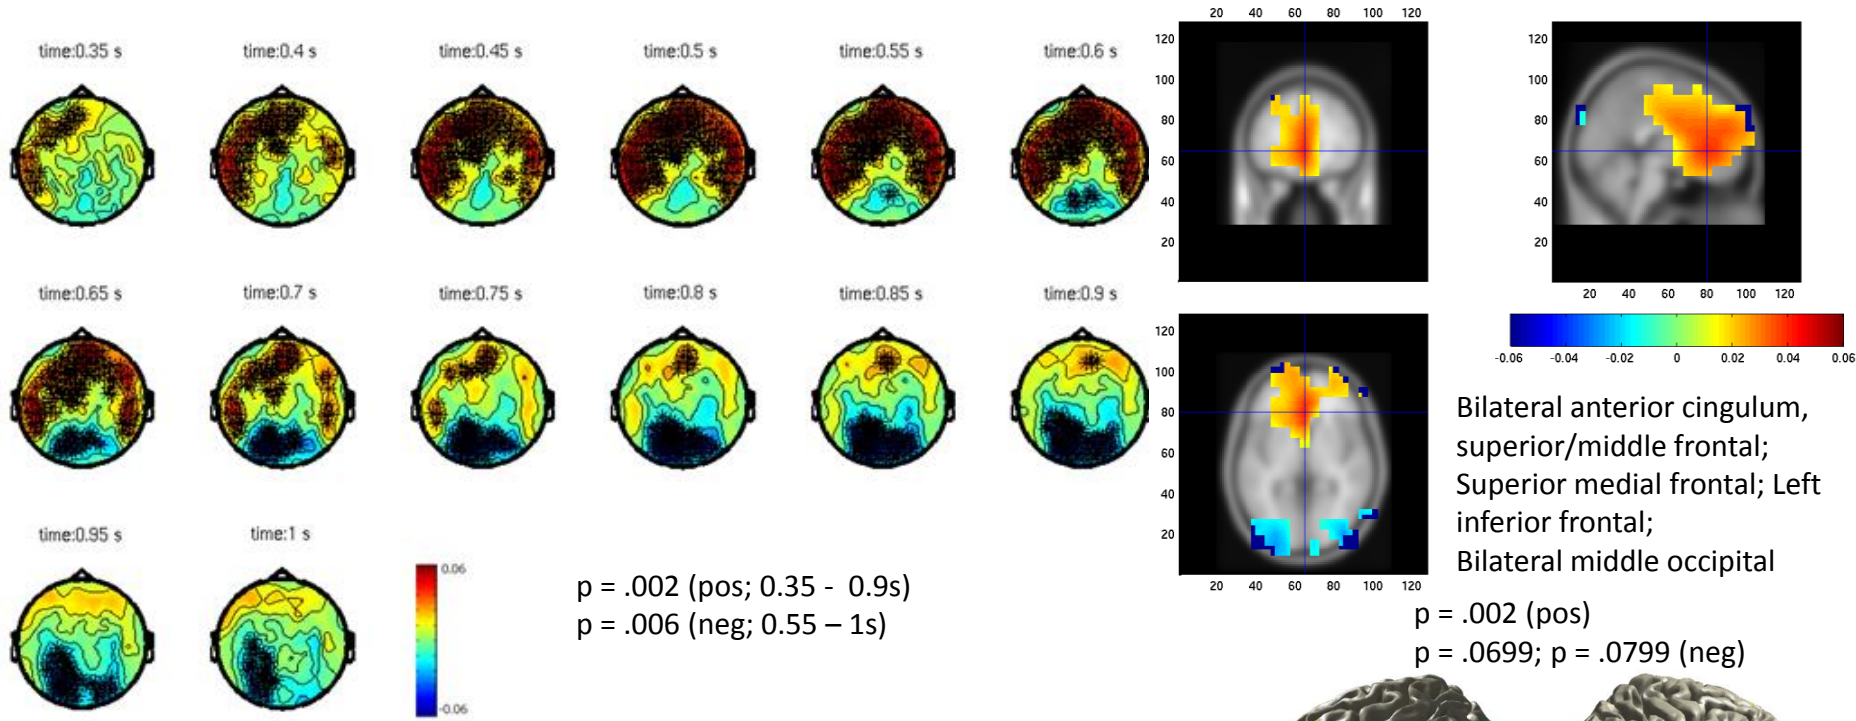 time:0.35 s time:0.4 s time:0.45 s time:0.5 s time:0.55 s time:0.6 s
time:0.65 s time:0.7 s time:0.75 s time:0.8 s time:0.85 s time:0.9 s
time:0.95 s time:1 s
0.06
-0.06
p = .002 (pos; 0.35 - 0.9s)
p = .006 (neg; 0.55 – 1s)
20 40 60 80 100 120
120
100
80
60
40
20
120
100
80
60
40
20
20 40 60 80 100 120
-0.06 -0.04 -0.02 0 0.02 0.04 0.06
120
100
80
60
40
20
20 40 60 80 100 120
Bilateral anterior cingulum,
superior/middle frontal;
Superior medial frontal; Left
inferior frontal;
Bilateral middle occipital
p = .002 (pos)
p = .0699; p = .0799 (neg)